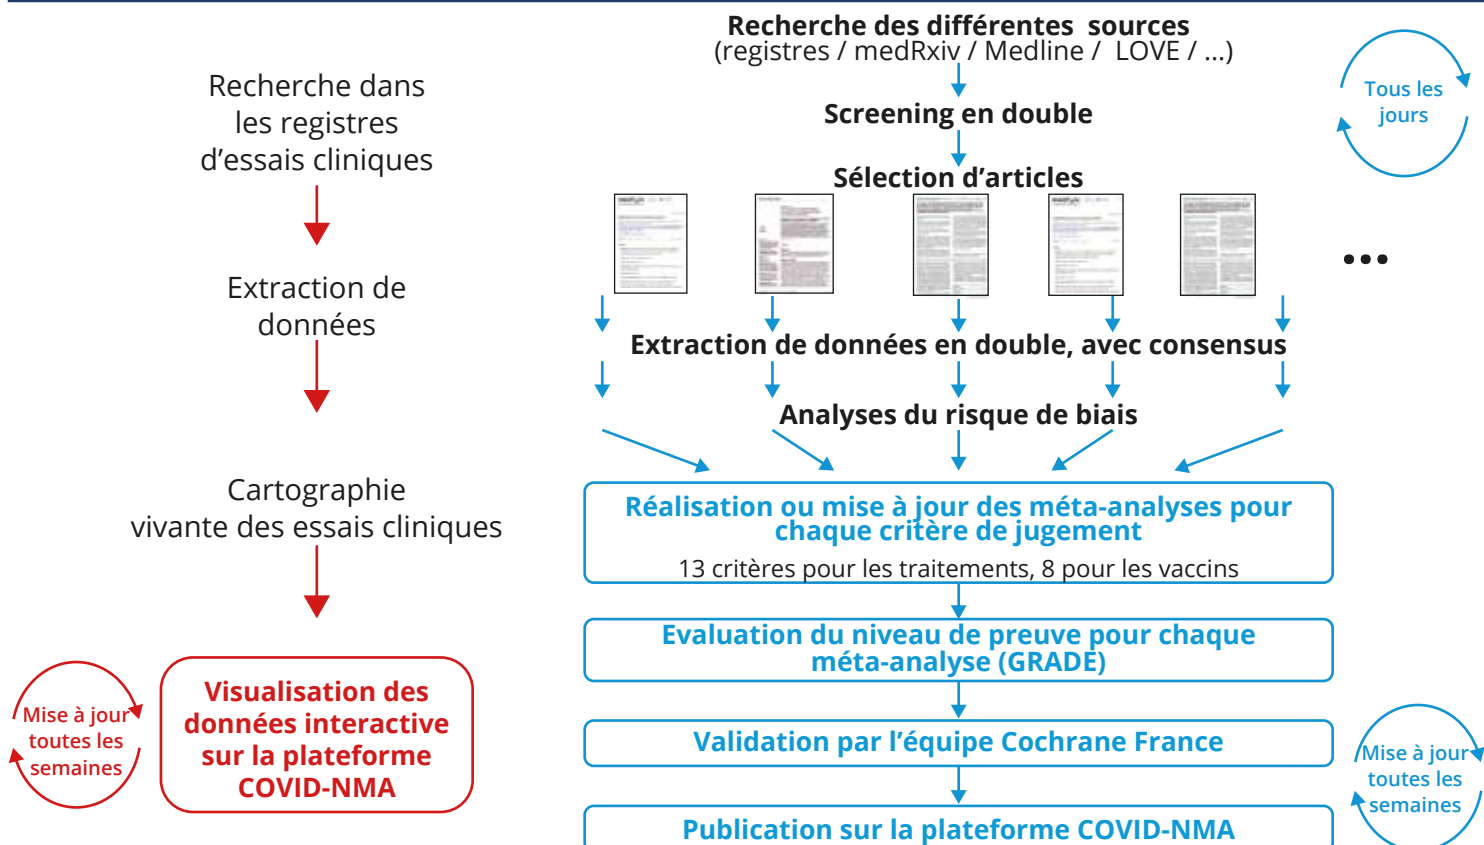 Recherche dans
les registres
d’essais cliniques
Extraction de
données
Cartographie
vivante des essais cliniques
Mise à jour
toutes les
semaines
Visualisation des
données interactive
sur la plateforme
COVID-NMA
Recherche des différentes sources
(registres / medRxiv / Medline / LOVE / ...)
Tous les
jours
Screening en double
Sélection d’articles
...
Extraction de données en double, avec consensus
Analyses du risque de biais
Réalisation ou mise à jour des méta-analyses pour
chaque critère de jugement
13 critères pour les traitements, 8 pour les vaccins
Evaluation du niveau de preuve pour chaque
méta-analyse (GRADE)
Validation par l’équipe Cochrane France
Publication sur la plateforme COVID-NMA
Mise à jour
toutes les
semaines